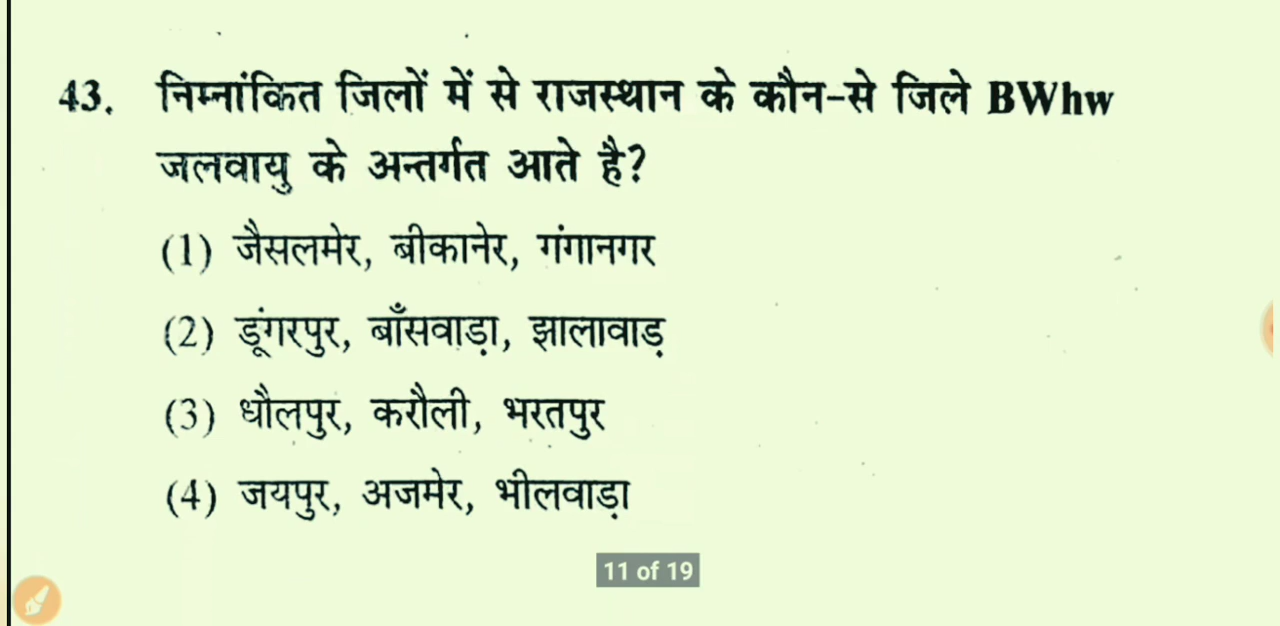 43. निम्नांकित जिलों में से राजस्थान के कौन-से जिले BWhw
जलवायु के अन्तर्गत आते है?
(1) जैसलमेर, बीकानेर, गंगानगर
(2) डूंगरपुर, बाँसवाड़ा, झालावाड़
(3) धौलपुर, करौली, भरतपुर
(4) जयपुर, अजमेर, भीलवाड़ा
11 of 19